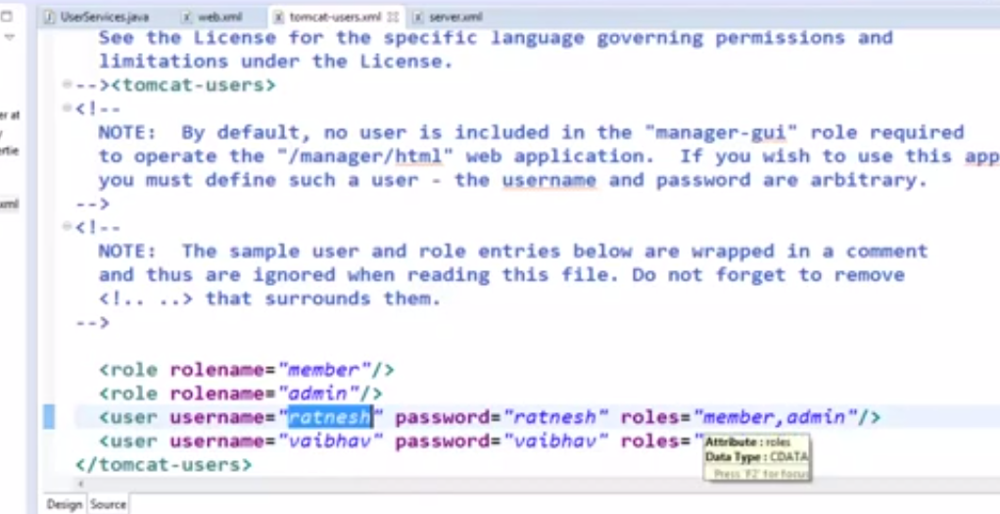 UserServices.java web.xml tomcat-users.xml server.xml
See the License for the specific language governing permissions and
limitations under the License.
--><tomcat-users>
<!--
NOTE:  By default, no user is included in the "manager-gui" role required
to operate the "/manager/html" web application.  If you wish to use this app
you must define such a user - the username and password are arbitrary.
-->
<!--
NOTE:  The sample user and role entries below are wrapped in a comment
and thus are ignored when reading this file. Do not forget to remove
<!.. ..> that surrounds them.
-->
<role rolename="member"/>
<role rolename="admin"/>
<user username="ratnesh" password="ratnesh" roles="member,admin"/>
<user username="vaibhav" password="vaibhav" roles="
Attribute : roles
Data Type : CDATA
Press 'F2' for focus
</tomcat-users>
Design Source